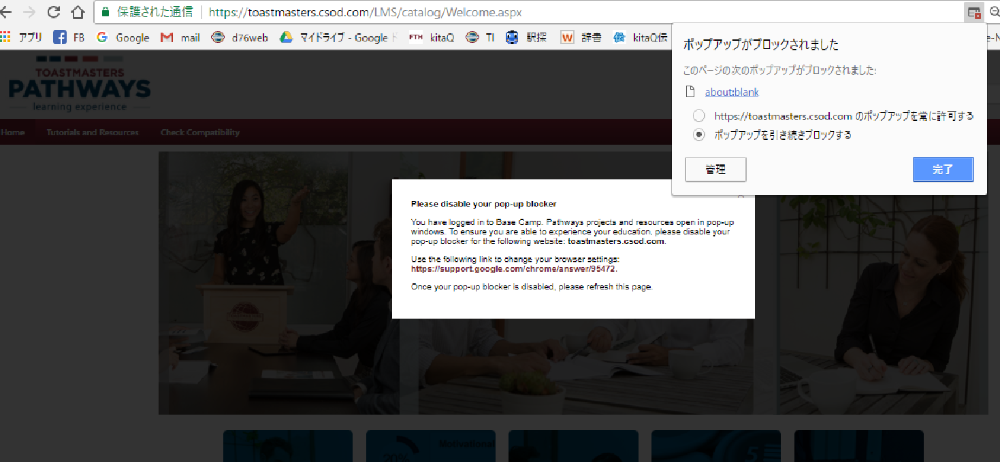 保護された通信 https://toastmasters.csod.com/LMS/catalog/Welcome.aspx
アプリ FB Google mail d76web マイドライブ - Google ド FTH kitaQ TI 駅探 W 辞書 kitaQ伝
ポップアップがブロックされました
このページの次のポップアップがブロックされました:
about:blank
https://toastmasters.csod.com のポップアップを常に許可する
ポップアップを引き続きブロックする
管理 完了
TOASTMASTERS
PATHWAYS
learning experience
Home Tutorials and Resources Check Compatibility
Please disable your pop-up blocker
You have logged in to Base Camp. Pathways projects and resources open in pop-up
windows. To ensure you are able to experience your education, please disable your
pop-up blocker for the following website: toastmasters.csod.com.
Use the following link to change your browser settings:
https://support.google.com/chrome/answer/95472.
Once your pop-up blocker is disabled, please refresh this page.
TOASTMASTERS
Motivational